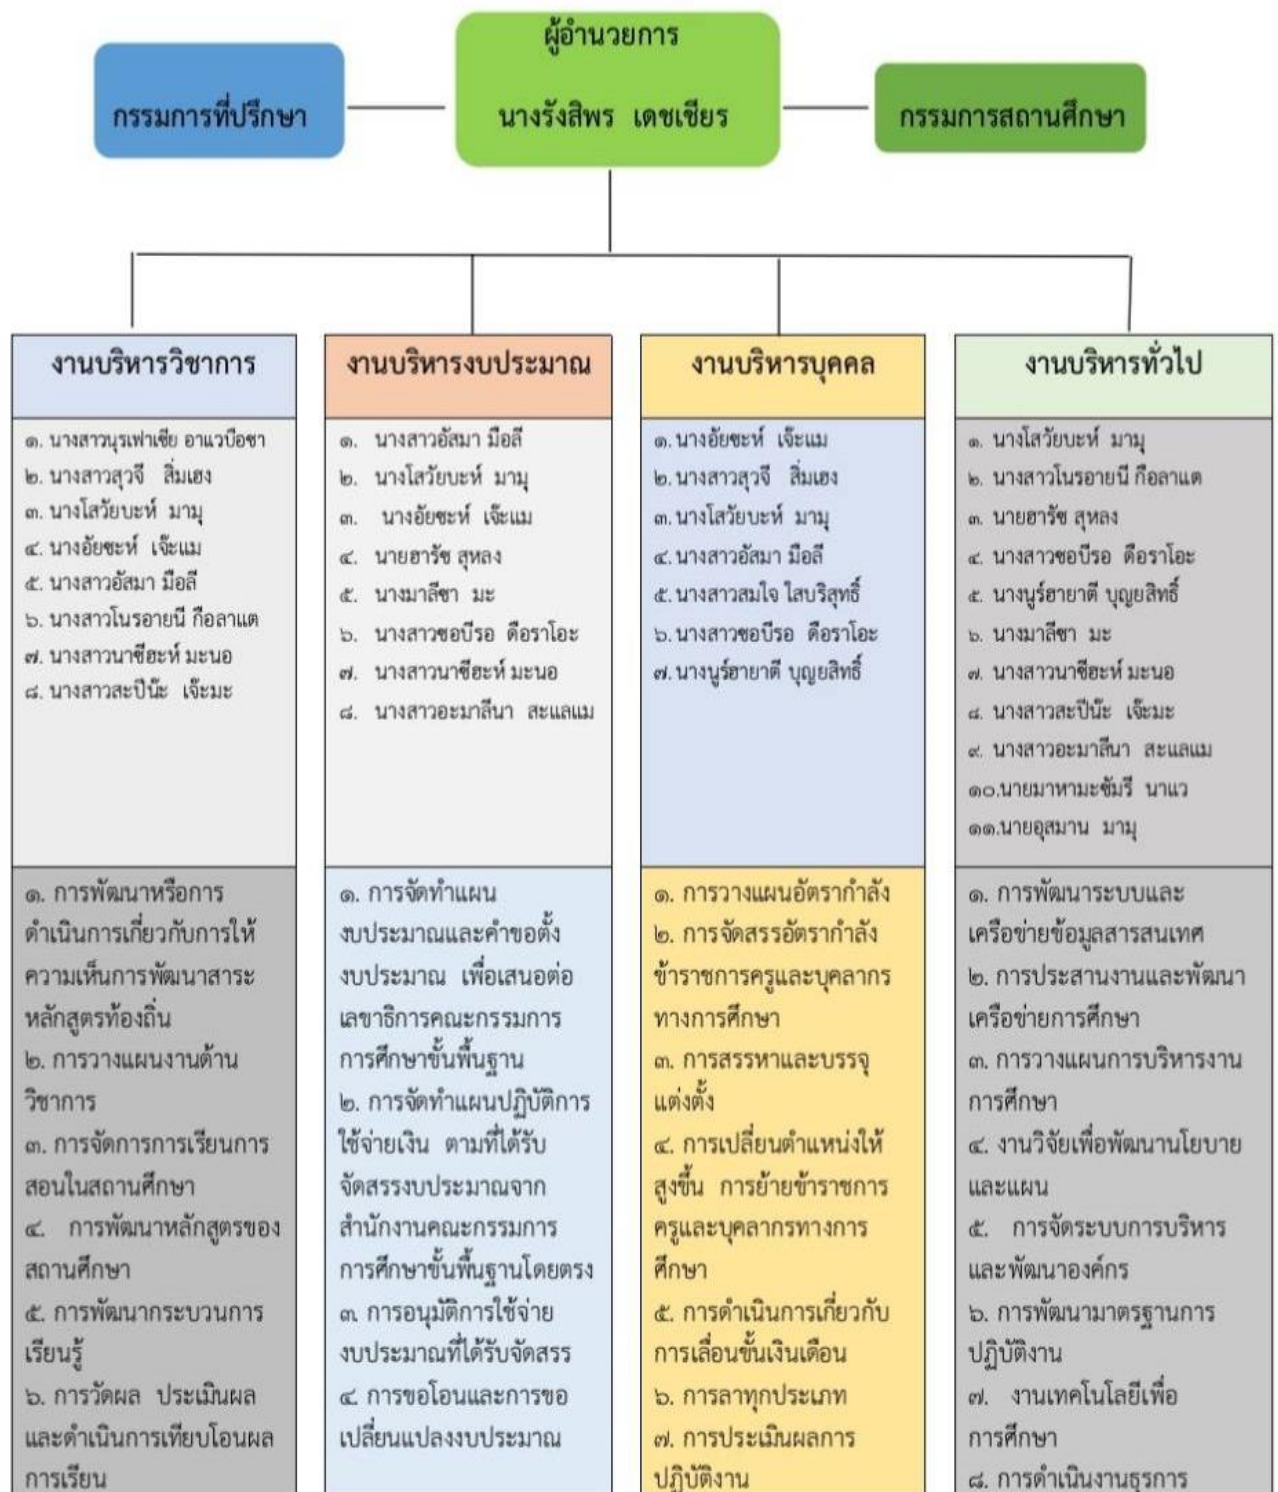 ผู้อำนวยการ
นางรังสิพร  เดชเชียร
กรรมการที่ปรึกษา
กรรมการสถานศึกษา
งานบริหารวิชาการ
๑. นางสาวนุรเฟาเซีย อาแวบือซา
๒. นางสาวสุวจี  สิ่มเฮง
๓. นางโสวัยบะห์  มามุ
๔. นางอัยซะห์  เจ๊ะแม
๕. นางสาวอัสมา มือลี
๖. นางสาวโนรอายนี กือลาแต
๗. นางสาวนาซีฮะห์ มะนอ
๘. นางสาวสะปีน๊ะ  เจ๊ะมะ
๑. การพัฒนาหรือการ
ดำเนินการเกี่ยวกับการให้
ความเห็นการพัฒนาสาระ
หลักสูตรท้องถิ่น
๒. การวางแผนงานด้าน
วิชาการ
๓. การจัดการการเรียนการ
สอนในสถานศึกษา
๔.  การพัฒนาหลักสูตรของ
สถานศึกษา
๕. การพัฒนากระบวนการ
เรียนรู้
๖. การวัดผล  ประเมินผล
และดำเนินการเทียบโอนผล
การเรียน
งานบริหารงบประมาณ
๑.  นางสาวอัสมา มือลี
๒.  นางโสวัยบะห์  มามุ
๓.  นางอัยซะห์  เจ๊ะแม
๔.  นายฮารัซ สุหลง
๕.  นางมาลีซา  มะ
๖.  นางสาวซอบีรอ  ดือราโอะ
๗.  นางสาวนาซีฮะห์ มะนอ
๘.  นางสาวอะมาลีนา  สะแลแม
๑. การจัดทำแผน
งบประมาณและคำขอตั้ง
งบประมาณ  เพื่อเสนอต่อ
เลขาธิการคณะกรรมการ
การศึกษาขั้นพื้นฐาน
๒. การจัดทำแผนปฏิบัติการ
ใช้จ่ายเงิน  ตามที่ได้รับ
จัดสรรงบประมาณจาก
สำนักงานคณะกรรมการ
การศึกษาขั้นพื้นฐานโดยตรง
๓. การอนุมัติการใช้จ่าย
งบประมาณที่ได้รับจัดสรร
๔. การขอโอนและการขอ
เปลี่ยนแปลงงบประมาณ
งานบริหารบุคคล
๑. นางอัยซะห์  เจ๊ะแม
๒. นางสาวสุวจี  สิ่มเฮง
๓. นางโสวัยบะห์  มามุ
๔. นางสาวอัสมา มือลี
๕. นางสาวสมใจ ใสบริสุทธิ์
๖. นางสาวซอบีรอ  ดือราโอะ
๗. นางนูร์ฮายาตี บุญยสิทธิ์
๑. การวางแผนอัตรากำลัง
๒. การจัดสรรอัตรากำลัง
ข้าราชการครูและบุคลากร
ทางการศึกษา
๓. การสรรหาและบรรจุ
แต่งตั้ง
๔. การเปลี่ยนตำแหน่งให้
สูงขึ้น  การย้ายข้าราชการ
ครูและบุคลากรทางการ
ศึกษา
๕. การดำเนินการเกี่ยวกับ
การเลื่อนขั้นเงินเดือน
๖. การลาทุกประเภท
๗. การประเมินผลการ
ปฏิบัติงาน
งานบริหารทั่วไป
๑. นางโสวัยบะห์  มามุ
๒. นางสาวโนรอายนี กือลาแต
๓. นายฮารัซ สุหลง
๔. นางสาวซอบีรอ  ดือราโอะ
๕. นางนูร์ฮายาตี บุญยสิทธิ์
๖. นางมาลีซา  มะ
๗. นางสาวนาซีฮะห์ มะนอ
๘. นางสาวสะปีน๊ะ  เจ๊ะมะ
๙. นางสาวอะมาลีนา  สะแลแม
๑๐.นายมาหามะซัมรี  นาแว
๑๑.นายอุสมาน  มามุ
๑. การพัฒนาระบบและ
เครือข่ายข้อมูลสารสนเทศ
๒. การประสานงานและพัฒนา
เครือข่ายการศึกษา
๓. การวางแผนการบริหารงาน
การศึกษา
๔. งานวิจัยเพื่อพัฒนานโยบาย
และแผน
๕.  การจัดระบบการบริหาร
และพัฒนาองค์กร
๖. การพัฒนามาตรฐานการ
ปฏิบัติงาน
๗.  งานเทคโนโลยีเพื่อ
การศึกษา
๘. การดำเนินงานธุรการ